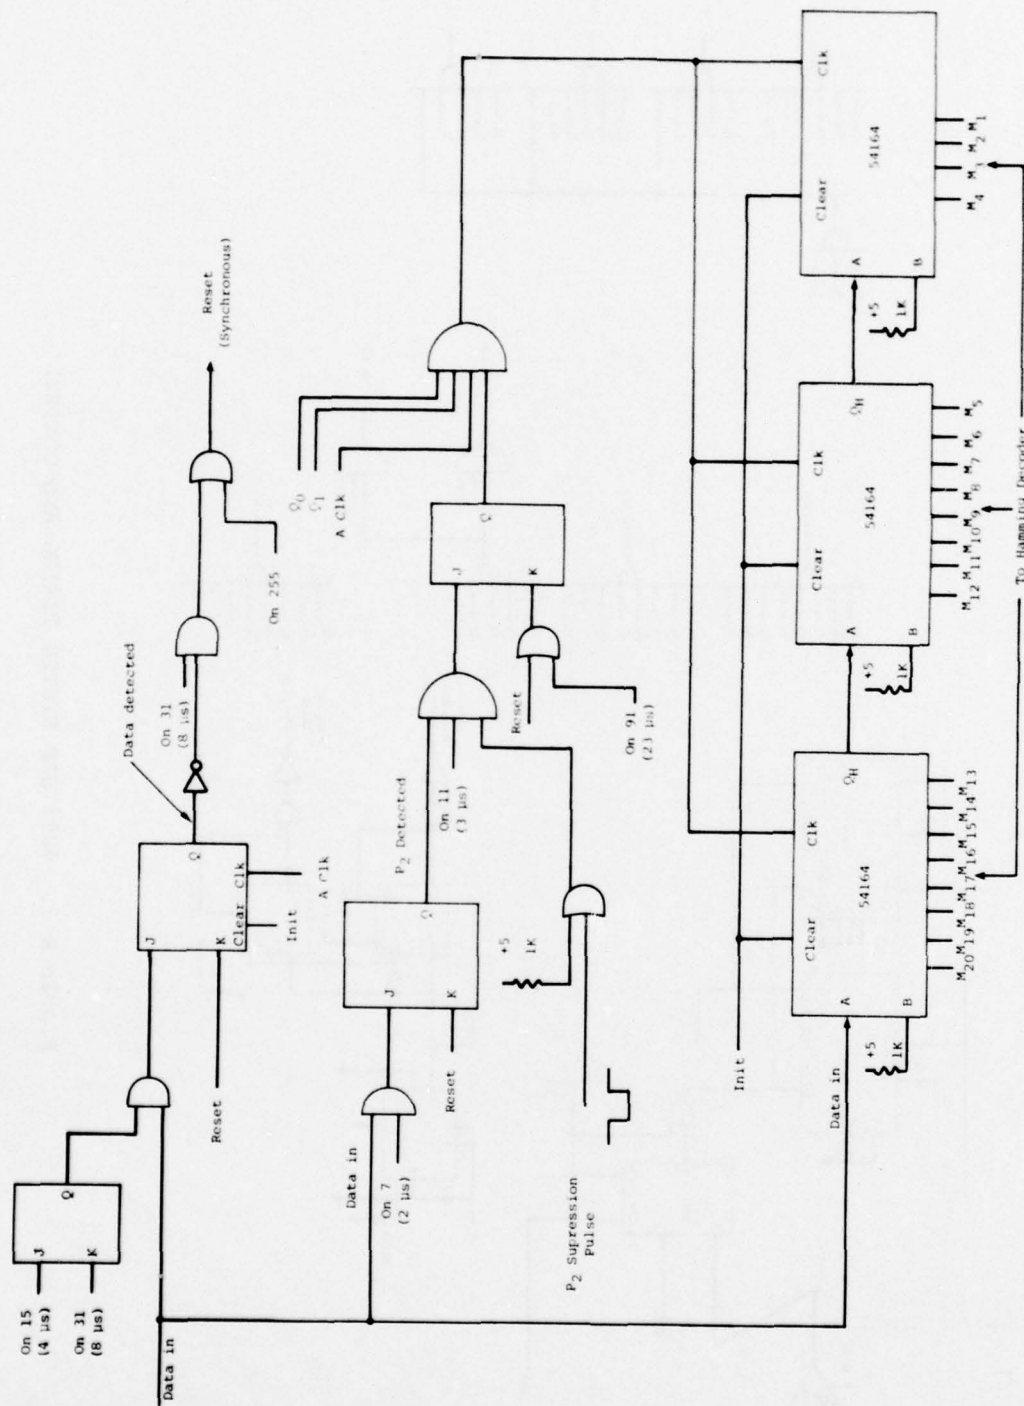 On 15
(4 µs)
On 31
(8 µs)
J
K
Q
Data in
Reset
J
K
Q
Clear
Clk
Init
A Clk
Data detected
On 31
(8 µs)
On 255
Reset
(Synchronous)
Data in
On 7
(2 µs)
Reset
J
K
Q
P2 Detected
On 11
(3 µs)
+5
1K
P2 Supression
Pulse
Reset
On 91
(23 µs)
J
K
Q
Q0
Q1
A Clk
Init
Data in
+5
1K
A
B
Clear
54164
Clk
QH
M20 M19 M18 M17 M16 M15 M14 M13
+5
1K
A
B
Clear
54164
Clk
QH
M12 M11 M10 M9 M8 M7 M6 M5
+5
1K
A
B
Clear
54164
Clk
M4 M3 M2 M1
To Hamming Decoder